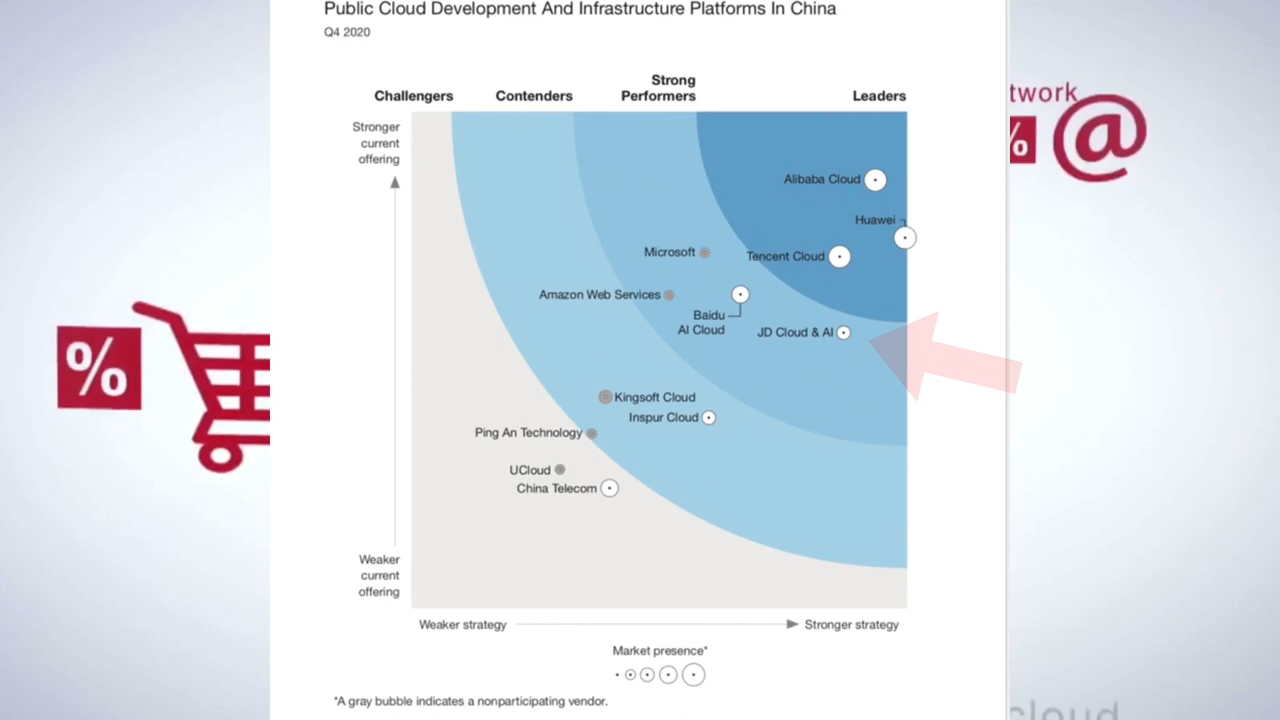 Public Cloud Development And Infrastructure Platforms In China
Q4 2020
Challengers
Contenders
Strong
Performers
Leaders
twork
%
@
Stronger
current
offering
Alibaba Cloud
Huawei
Microsoft
Tencent Cloud
Amazon Web Services
Baidu
AI Cloud
JD Cloud & AI
%
Kingsoft Cloud
Inspur Cloud
Ping An Technology
UCloud
China Telecom
Weaker
current
offering
Weaker strategy
Stronger strategy
Market presence*
*A gray bubble indicates a nonparticipating vendor.
cloud